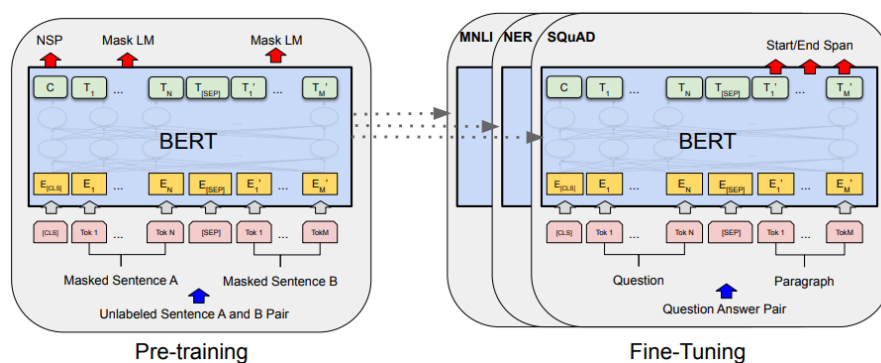 NSP Mask LM Mask LM
C T1 ... TN T[SEP] T1' ... TM'
BERT
E[CLS] E1 ... EN E[SEP] E1' ... EM'
[CLS] Tok 1 ... Tok N [SEP] Tok 1 ... TokM
Masked Sentence A Masked Sentence B
Unlabeled Sentence A and B Pair
Pre-training
MNLI NER SQuAD
Start/End Span
C T1 ... TN T[SEP] T1' ... TM'
BERT
E[CLS] E1 ... EN E[SEP] E1' ... EM'
[CLS] Tok 1 ... Tok N [SEP] Tok 1 ... TokM
Question Paragraph
Question Answer Pair
Fine-Tuning